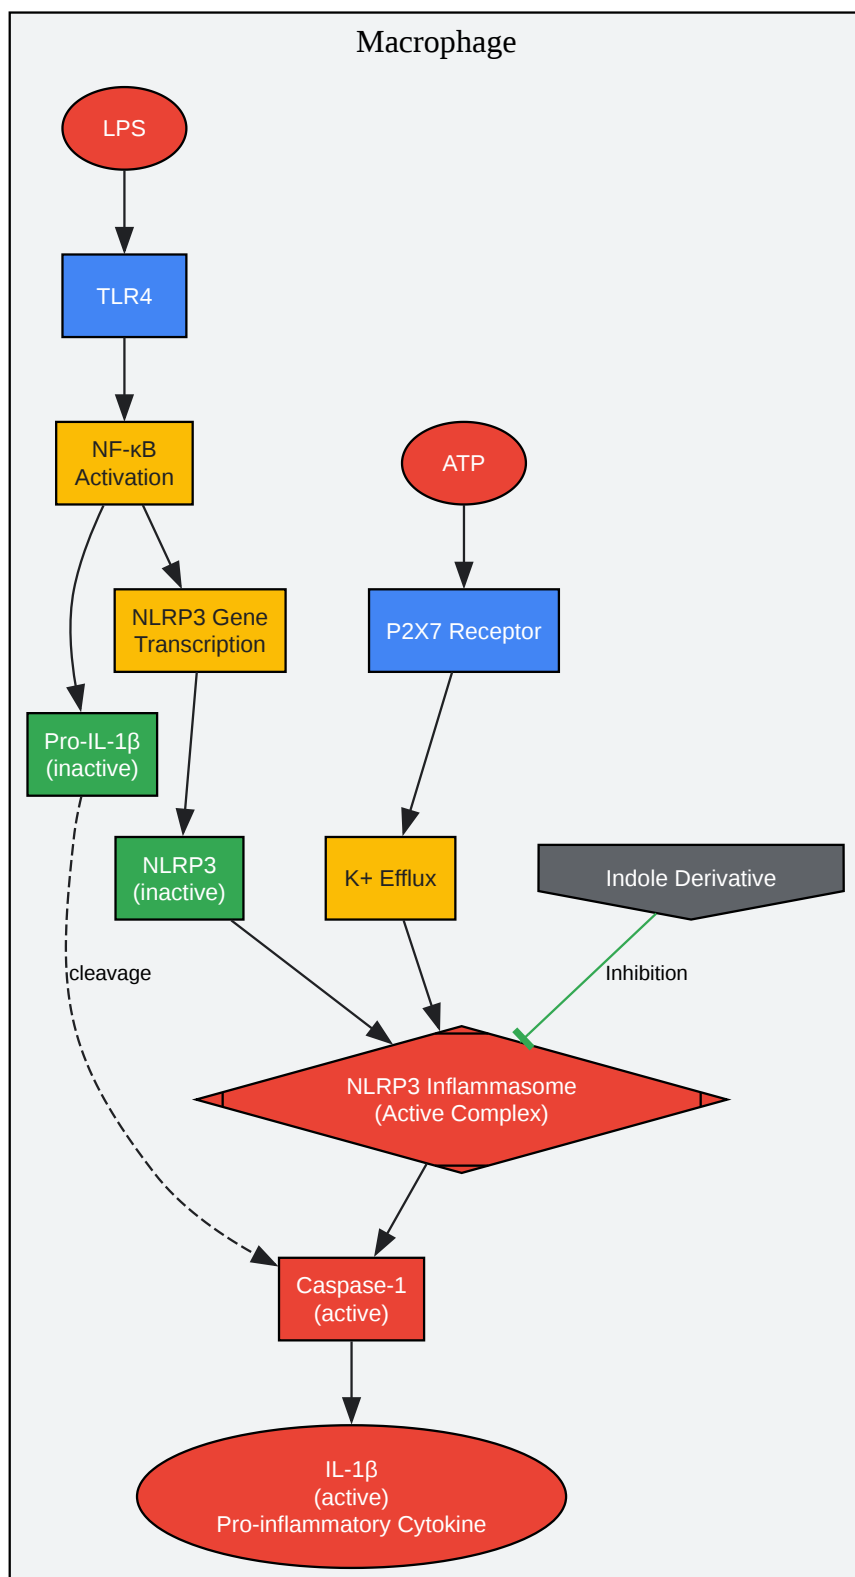 Macrophage
LPS
TLR4
NF-κB
Activation
ATP
NLRP3 Gene
Transcription
P2X7 Receptor
Pro-IL-1β
(inactive)
NLRP3
(inactive)
K+ Efflux
Indole Derivative
cleavage
Inhibition
NLRP3 Inflammasome
(Active Complex)
Caspase-1
(active)
IL-1β
(active)
Pro-inflammatory Cytokine